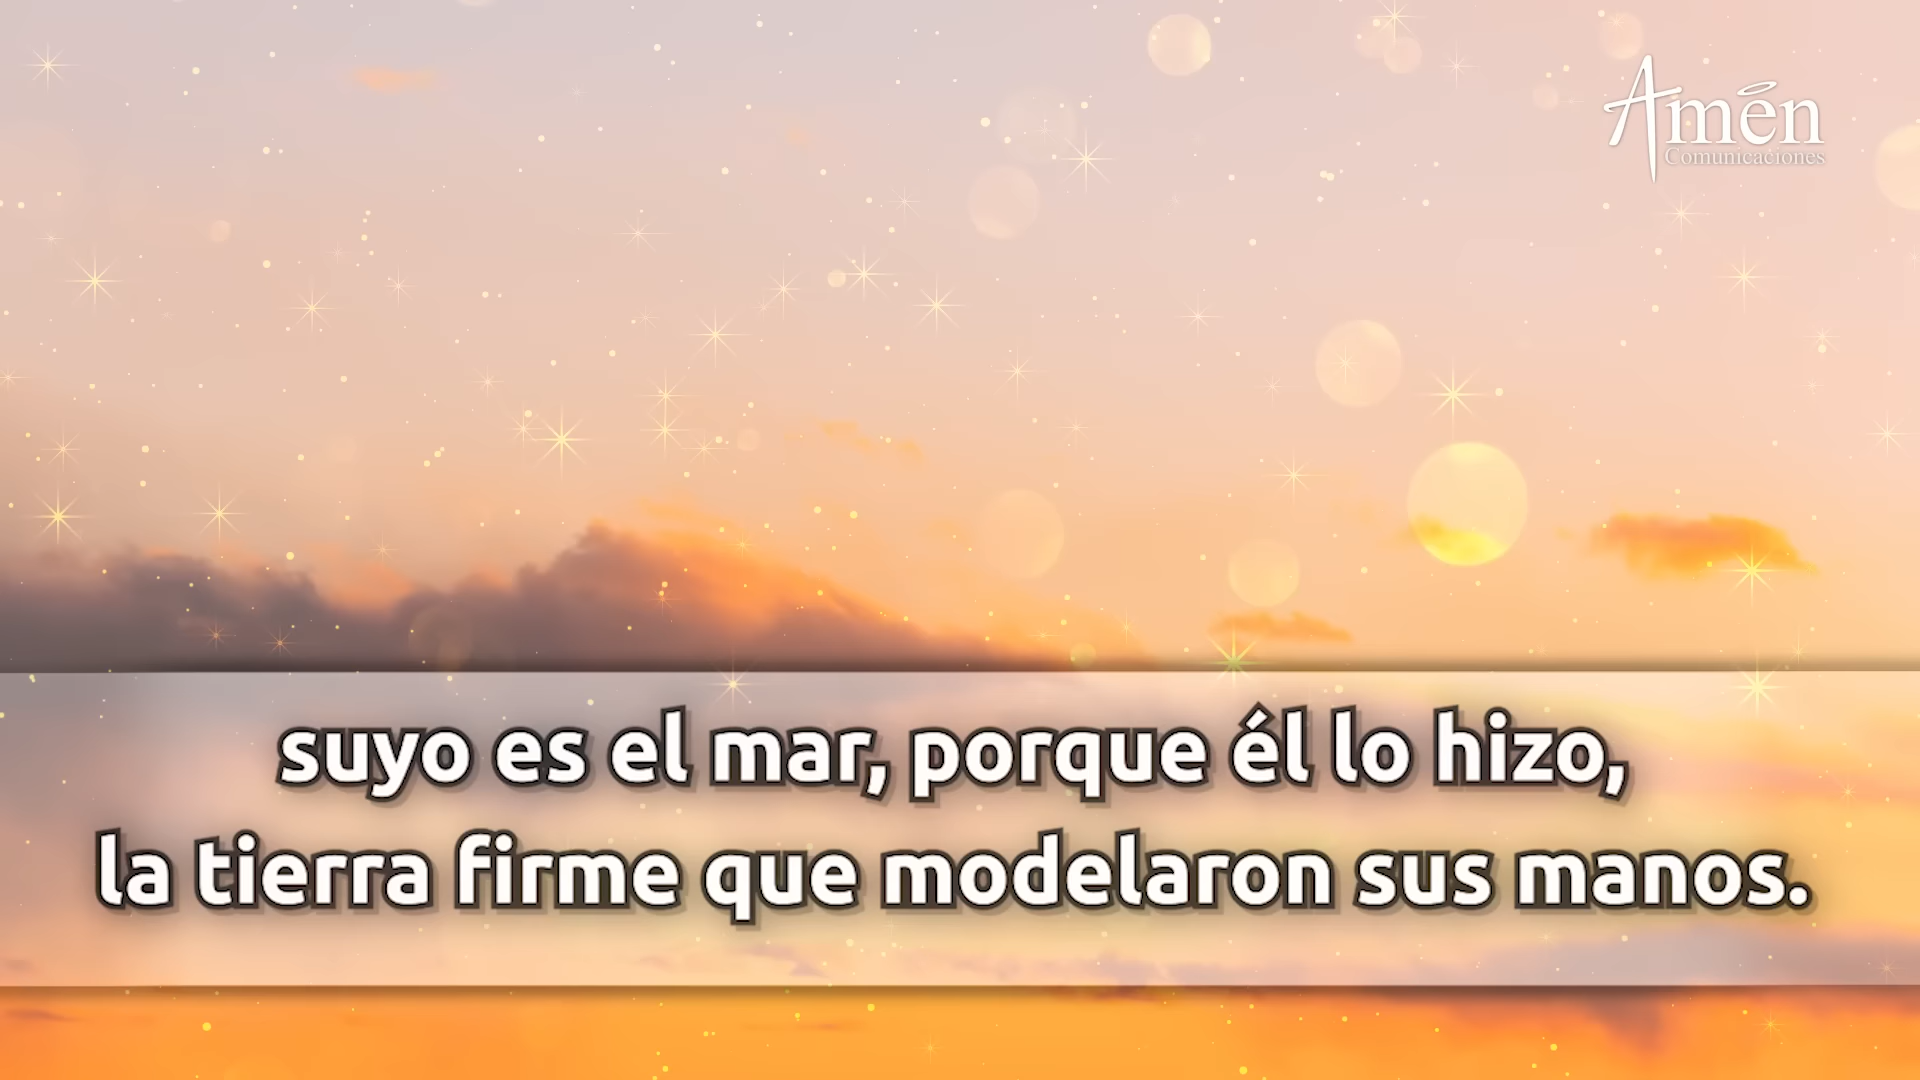 Amén
Comunicaciones
suyo es el mar, porque él lo hizo,
la tierra firme que modelaron sus manos.